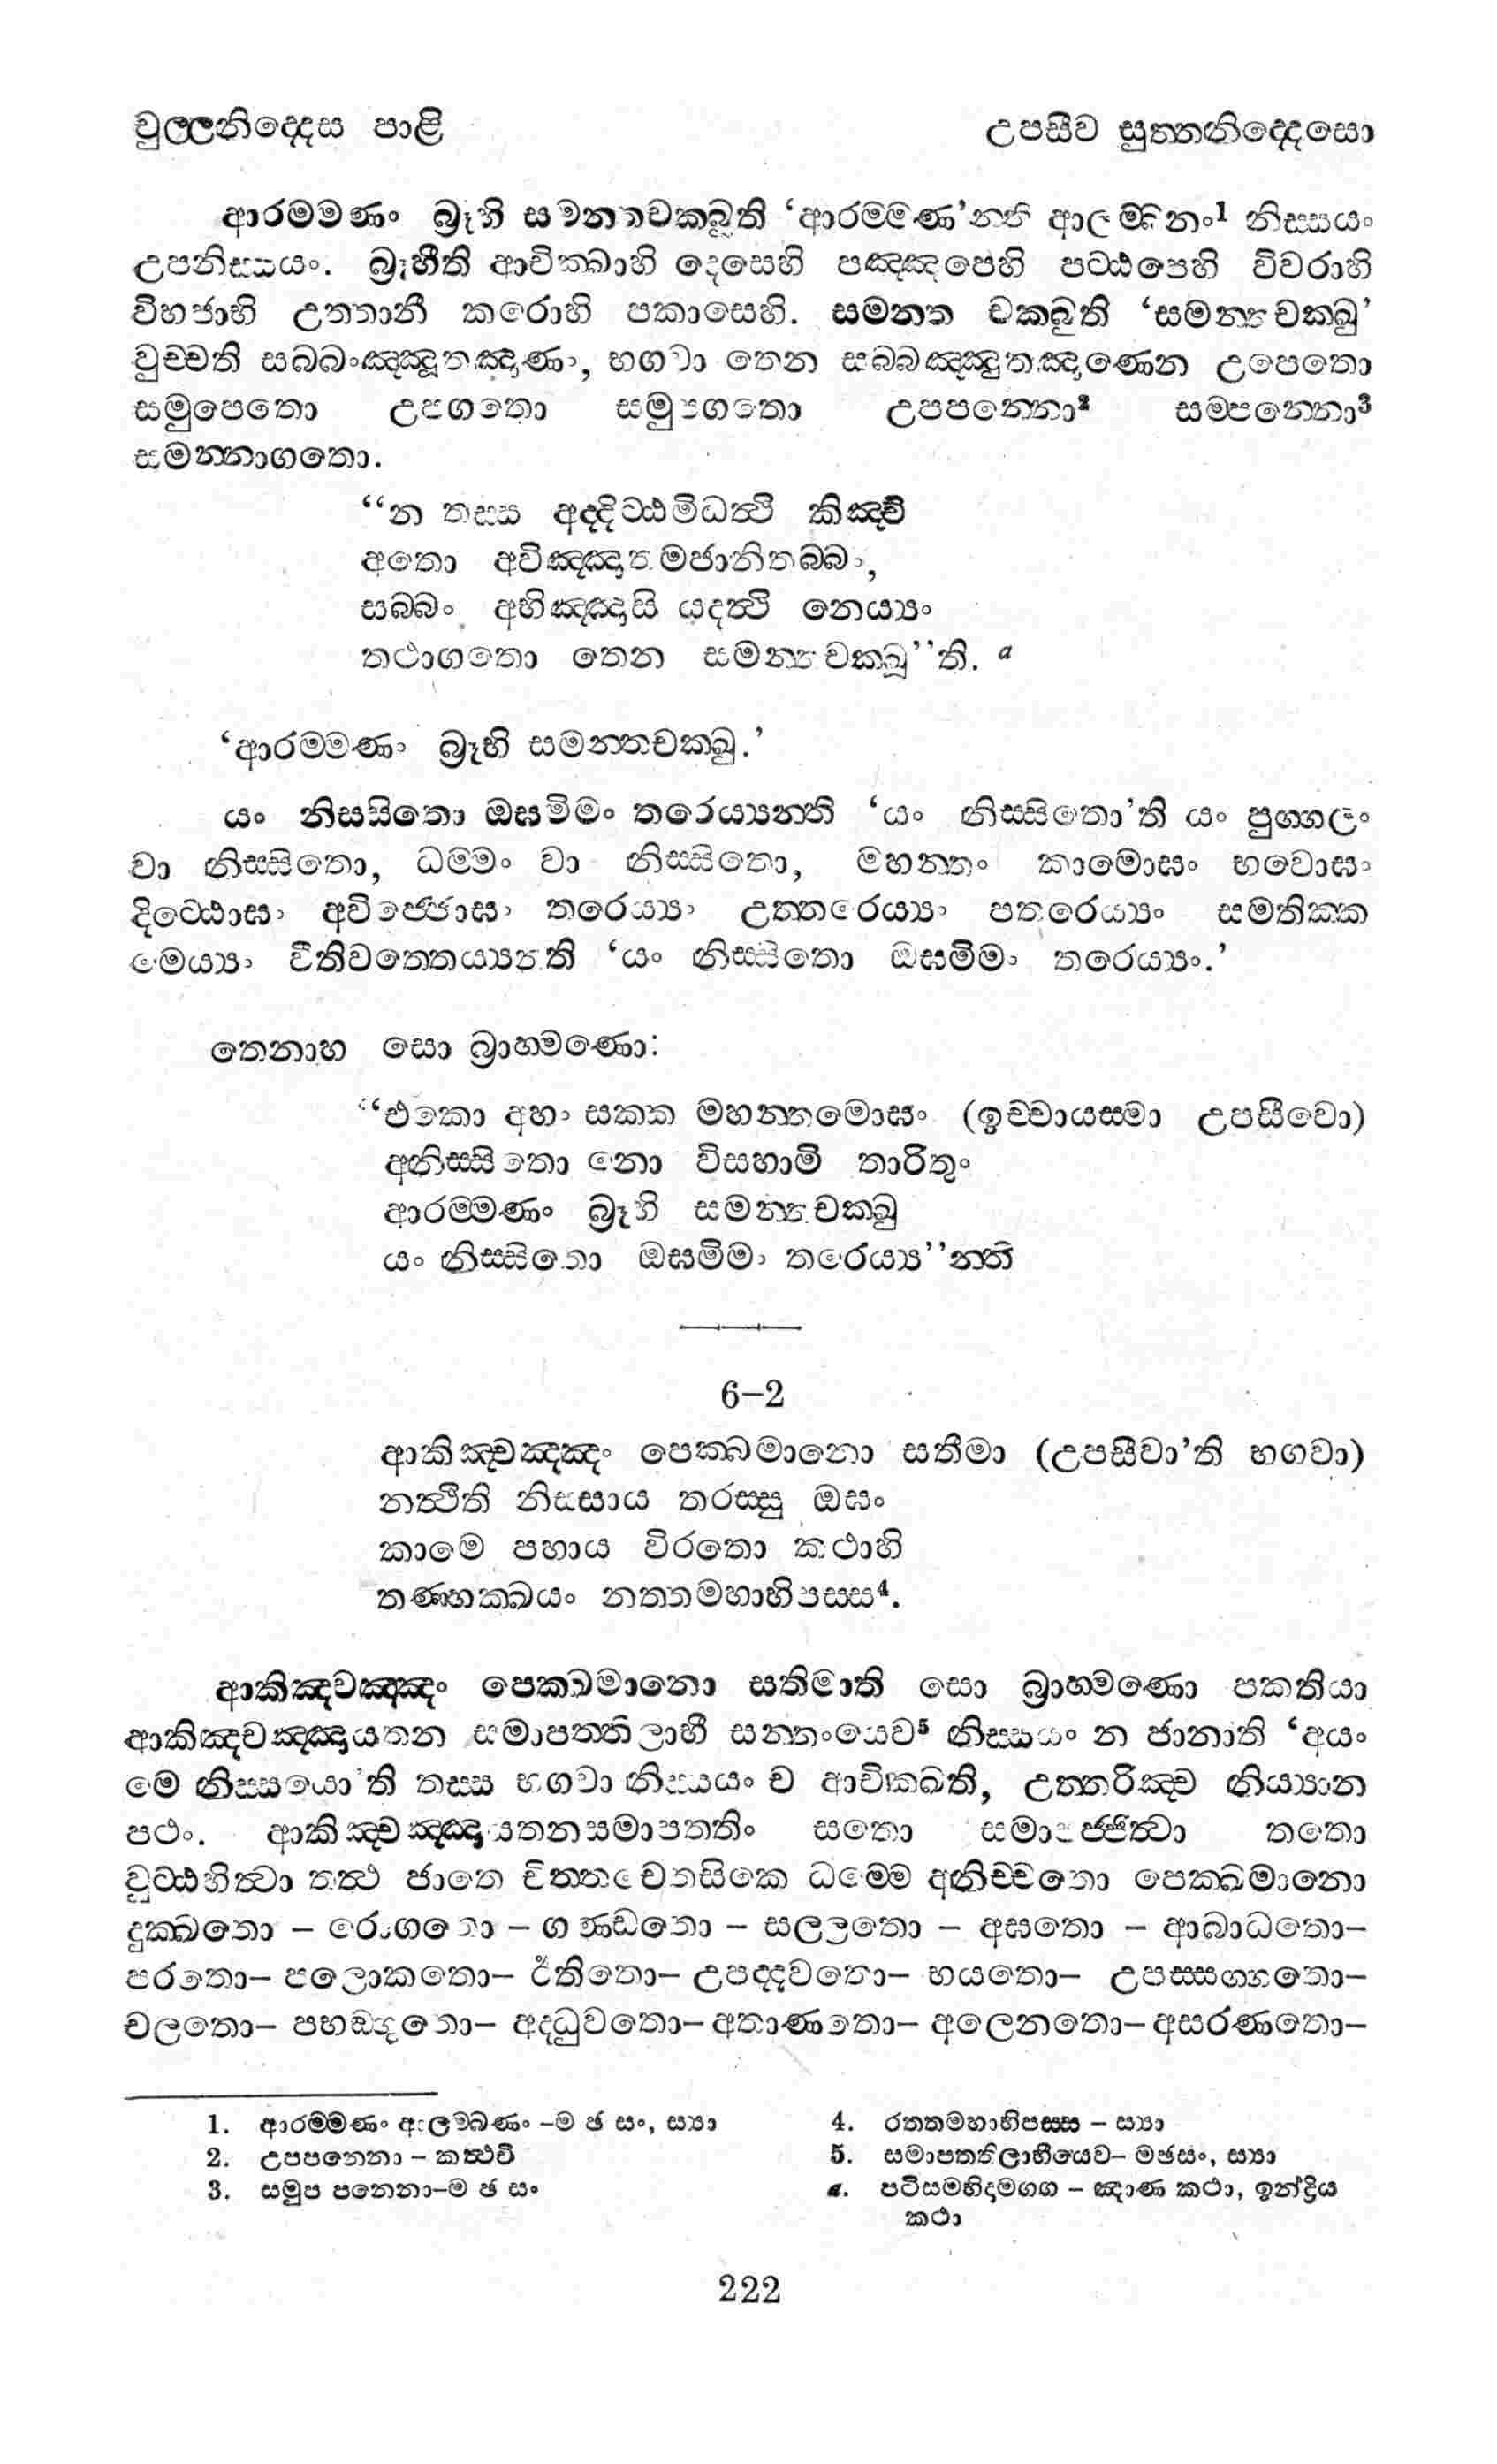 චුල්ලනිද්දෙස පාළි
උපසීව සුත්තනිද්දෙසො
ආරම්මණං බ්‍රූහි සමන්තචක්ඛූති ‘ආරම්මණ’න්ති ආලම්බනං1 නිස්සයං
උපනිස්සයං. බ්‍රූහීති ආචික්ඛාහි දෙසෙහි පඤ්ඤපෙහි පට්ඨපෙහි විවරාහි
විභජාහි උත්තානී කරොහි පකාසෙහි. සමන්ත චක්ඛූති ‘සමන්තචක්ඛු’
වුච්චති සබ්බංඤ්ඤූතඤාණං, භගවා තෙන සබ්බඤ්ඤුතඤාණෙන උපෙතො
සමුපෙතො උපගතො සමුපගතො උපපන්නො2 සම්පන්නො3
සමන්නාගතො.
“න තස්ස අද්දිට්ඨමිධත්ථි කිඤ්චි
අතො අවිඤ්ඤාතමජානිතබ්බං,
සබ්බං අභිඤ්ඤාසි යදත්ථි නෙය්‍යං
තථාගතො තෙන සමන්තචක්ඛූ”ති. a
‘ආරම්මණං බ්‍රූහි සමන්තචක්ඛු.’
යං නිස්සිතො ඔඝමිමං තරෙය්‍යන්ති ‘යං නිස්සිතො’ති යං පුග්ගලං
වා නිස්සිතො, ධම්මං වා නිස්සිතො, මහන්තං කාමොඝං භවොඝං
දිට්ඨොඝං අවිජ්ජොඝං තරෙය්‍යං උත්තරෙය්‍යං පතරෙය්‍යං සමතික්ක
මෙය්‍යං වීතිවත්තෙය්‍යන්ති ‘යං නිස්සිතො ඔඝමිමං තරෙය්‍යං.’
තෙනාහ සො බ්‍රාහ්මණො:
“එකො අහං සක්ක මහන්තමොඝං (ඉච්චායස්මා උපසීවො)
අනිස්සිතො නො විසහාමි තාරිතුං
ආරම්මණං බ්‍රූහි සමන්තචක්ඛු
යං නිස්සිතො ඔඝමිමං තරෙය්‍ය”න්ති
6–2
ආකිඤ්චඤ්ඤං පෙක්ඛමානො සතීමා (උපසීවා’ති භගවා)
නත්ථීති නිස්සාය තරස්සු ඔඝං
කාමෙ පහාය විරතො කථාහි
තණ්හක්ඛයං නත්තමහාභිපස්ස4.
ආකිඤ්චඤ්ඤං පෙක්ඛමානො සතිමාති සො බ්‍රාහ්මණො පකතියා
ආකිඤ්චඤ්ඤායතන සමාපත්තිලාභී සන්තංයෙව5 නිස්සයං න ජානාති ‘අයං
මෙ නිස්සයො’ති තස්ස භගවා නිස්සයං ච ආචික්ඛති, උත්තරිඤ්ච නිය්‍යාන
පථං. ආකිඤ්චඤ්ඤායතනසමාපත්තිං සතො සමාපජ්ජිත්වා තතො
වුට්ඨහිත්වා තත්ථ ජාතෙ චිත්තචෙතසිකෙ ධම්මෙ අනිච්චතො පෙක්ඛමානො
දුක්ඛතො – රොගතො – ගණ්ඩතො – සල්ලතො – අඝතො – ආබාධතො–
පරතො– පලොකතො– ඊතිතො– උපද්දවතො– භයතො– උපස්සග්ගතො–
චලතො– පභඞ්ගුතො– අද්ධුවතො– අතාණතො– අලෙනතො– අසරණතො–
1. ආරම්මණං ආලම්බණං –ම ඡ සං, ස්‍යා
2. උපපනෙනා – කත්ථචි
3. සමුප පනෙනා–ම ඡ සං
4. රතතමහාභිපස්ස – ස්‍යා
5. සමාපත්තිලාභීයෙව– මඡසං, ස්‍යා
a. පටිසම්භිදාමග්ග – ඤාණ කථා, ඉන්ද්‍රිය
කථා
222